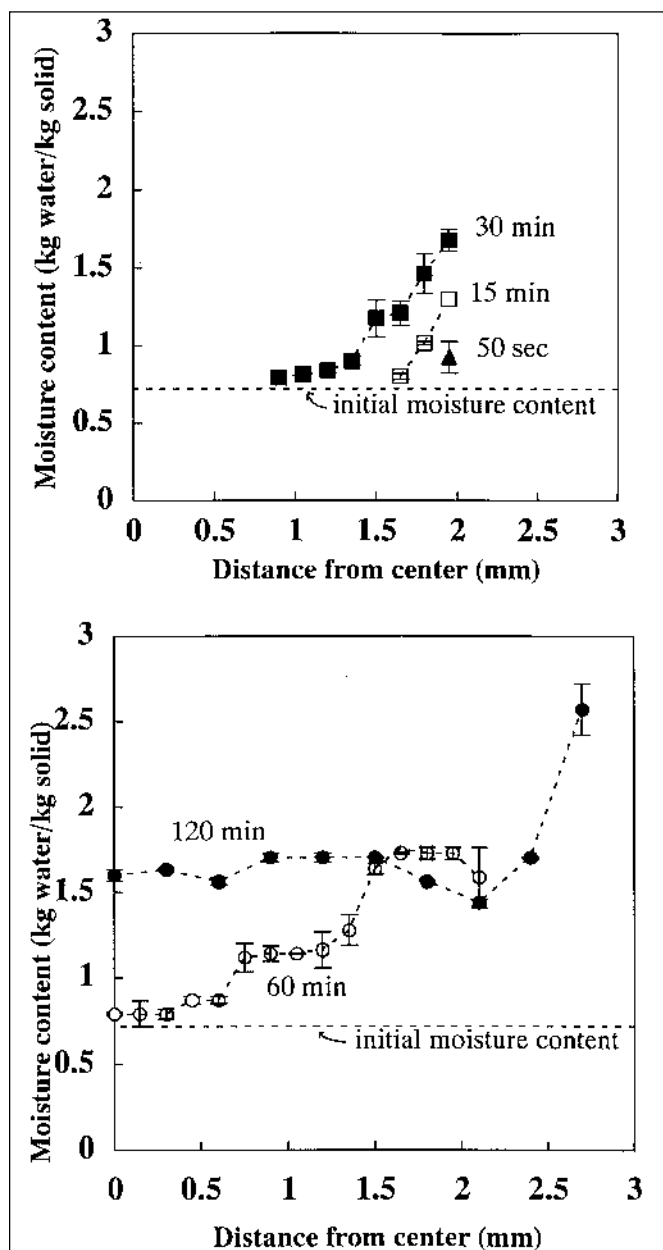 3
2.5
2
1.5
1
0.5
0
Moisture content (kg water/kg solid)
30 min
15 min
50 sec
initial moisture content
0 0.5 1 1.5 2 2.5 3
Distance from center (mm)
3
2.5
2
1.5
1
0.5
0
Moisture content (kg water/kg solid)
120 min
60 min
initial moisture content
0 0.5 1 1.5 2 2.5 3
Distance from center (mm)